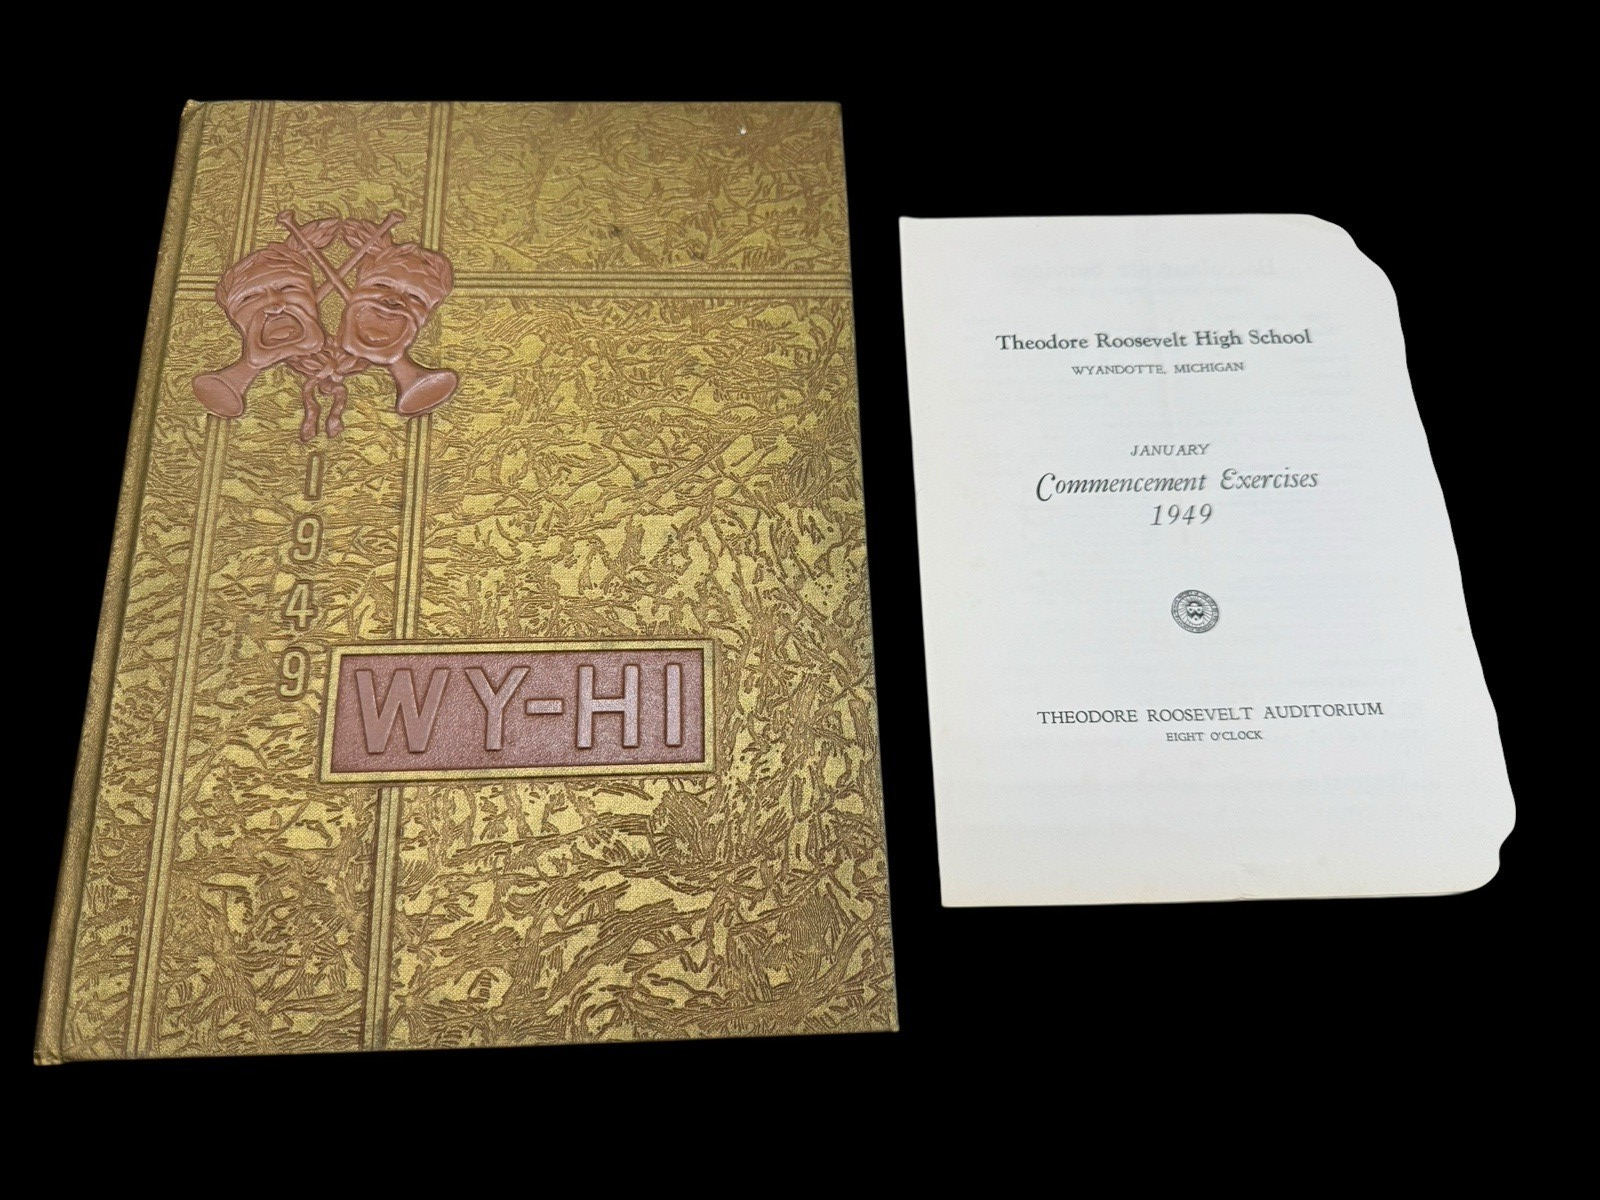 1949
WY-HI
Theodore Roosevelt High School
WYANDOTTE, MICHIGAN
JANUARY
Commencement Exercises
1949
THEODORE ROOSEVELT AUDITORIUM
EIGHT O'CLOCK